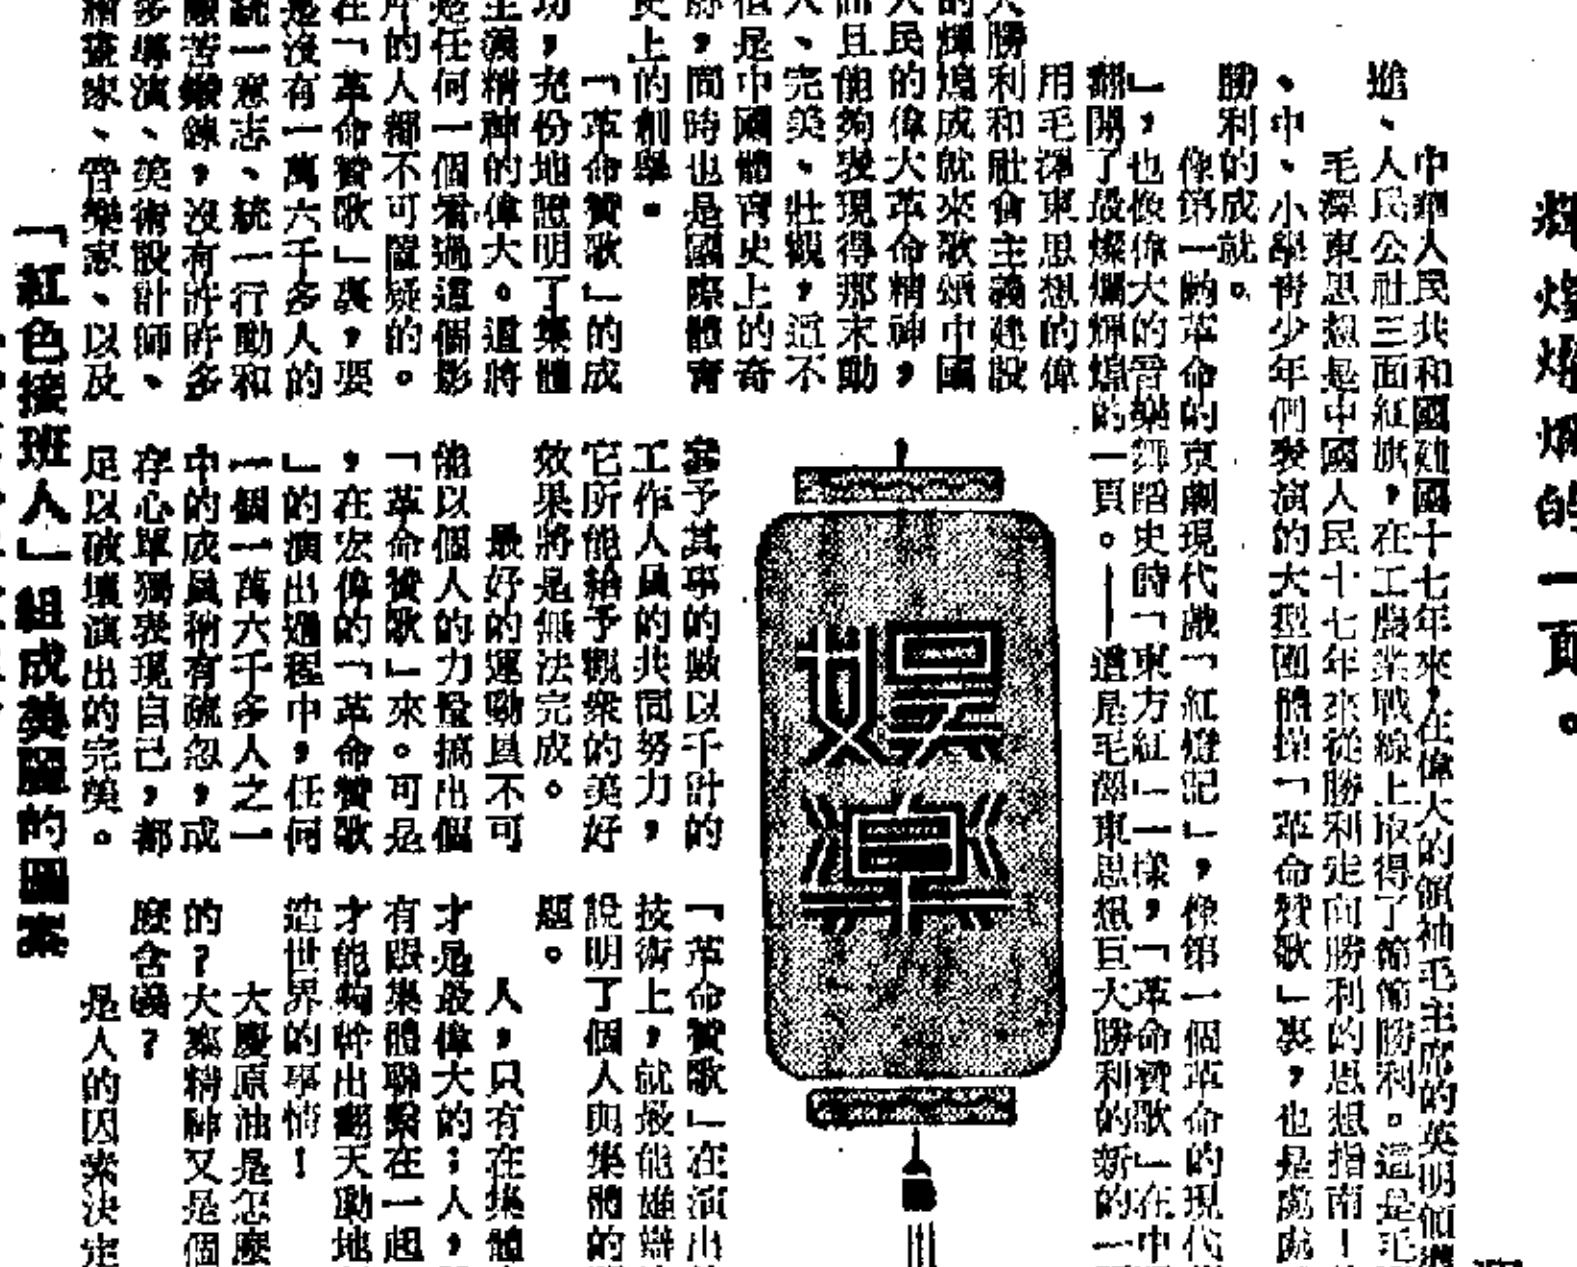 輝煌燦爛的一頁。
中華人民共和國建國十七年來,在偉大的領袖毛主席的英明領導
進、人民公社三面紅旗,在工農業戰線上取得了節節勝利。這是毛
毛澤東思想是中國人民十七年來從勝利走向勝利的思想指南!
、中、小學青少年們表演的大型團體操「革命贊歌」裏,也是處處
勝利的成就。
像第一齣革命的京劇現代戲「紅燈記」,像第一個革命的現代
」,也像偉大的音樂舞蹈史時「東方紅」一樣,「革命贊歌」在中
翻開了最燦爛輝煌的一頁。——這是毛澤東思想巨大勝利的新的一
用毛澤東思想的偉
大勝利和社會主義建設
的輝煌成就來歌頌中國
人民的偉大革命精神,
而且能夠表現得那末動
人、完美、壯觀,這不
但是中國體育史上的奇
跡,同時也是國際體育
史上的創舉。
「革命贊歌」的成
功,充份地證明了集體
主義精神的偉大。這將
是任何一個看過這個影
片的人都不可置疑的。
在「革命贊歌」裏,要
是沒有一萬六千多人的
統一意志、統一行動和
艱苦鍛鍊,沒有許許多
多導演、美術設計師、
繪畫家、音樂家、以及
娛樂
參予其事的數以千計的
工作人員的共同努力,
它所能給予觀衆的美好
效果將是無法完成。
最好的運動員不可
能以個人的力量搞出個
「革命贊歌」來。可是
,在宏偉的「革命贊歌
」的演出過程中,任何
一個一萬六千多人之一
中的成員稍有疏忽,或
存心單獨表現自己,都
足以破壞演出的完美。
「革命贊歌」在演出
技術上,就最能雄辯
說明了個人與集體的
題。
人,只有在集體
才是最偉大的;人,
有跟集體聯繫在一起
才能夠幹出翻天動地
造世界的事情!
大慶原油是怎麼
的?大寨精神又是個
麼含義?
是人的因素決定
「紅色接班人」組成美麗的圖案